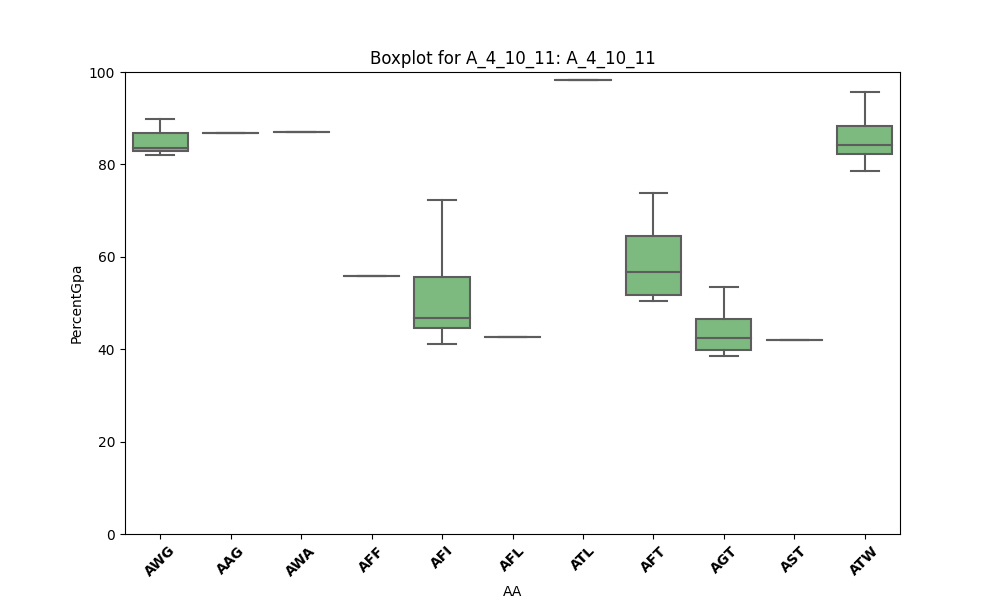 Boxplot for A_4_10_11: A_4_10_11
100
80
60
40
20
0
PercentGpa
AWG AAG AWA AFF AFI AFL ATL AFT AGT AST ATW
AA